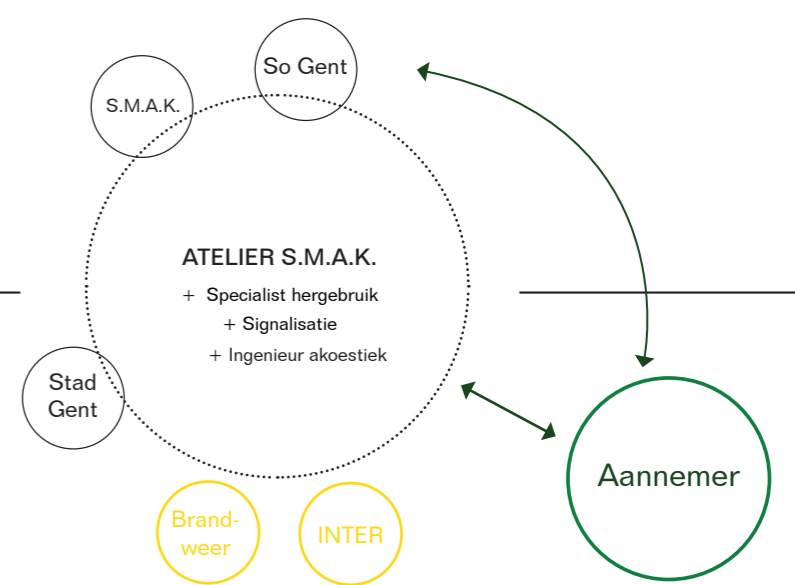 So Gent
S.M.A.K.
ATELIER S.M.A.K.
+ Specialist hergebruik
+ Signalisatie
+ Ingenieur akoestiek
Stad
Gent
Aannemer
Brand-
weer
INTER